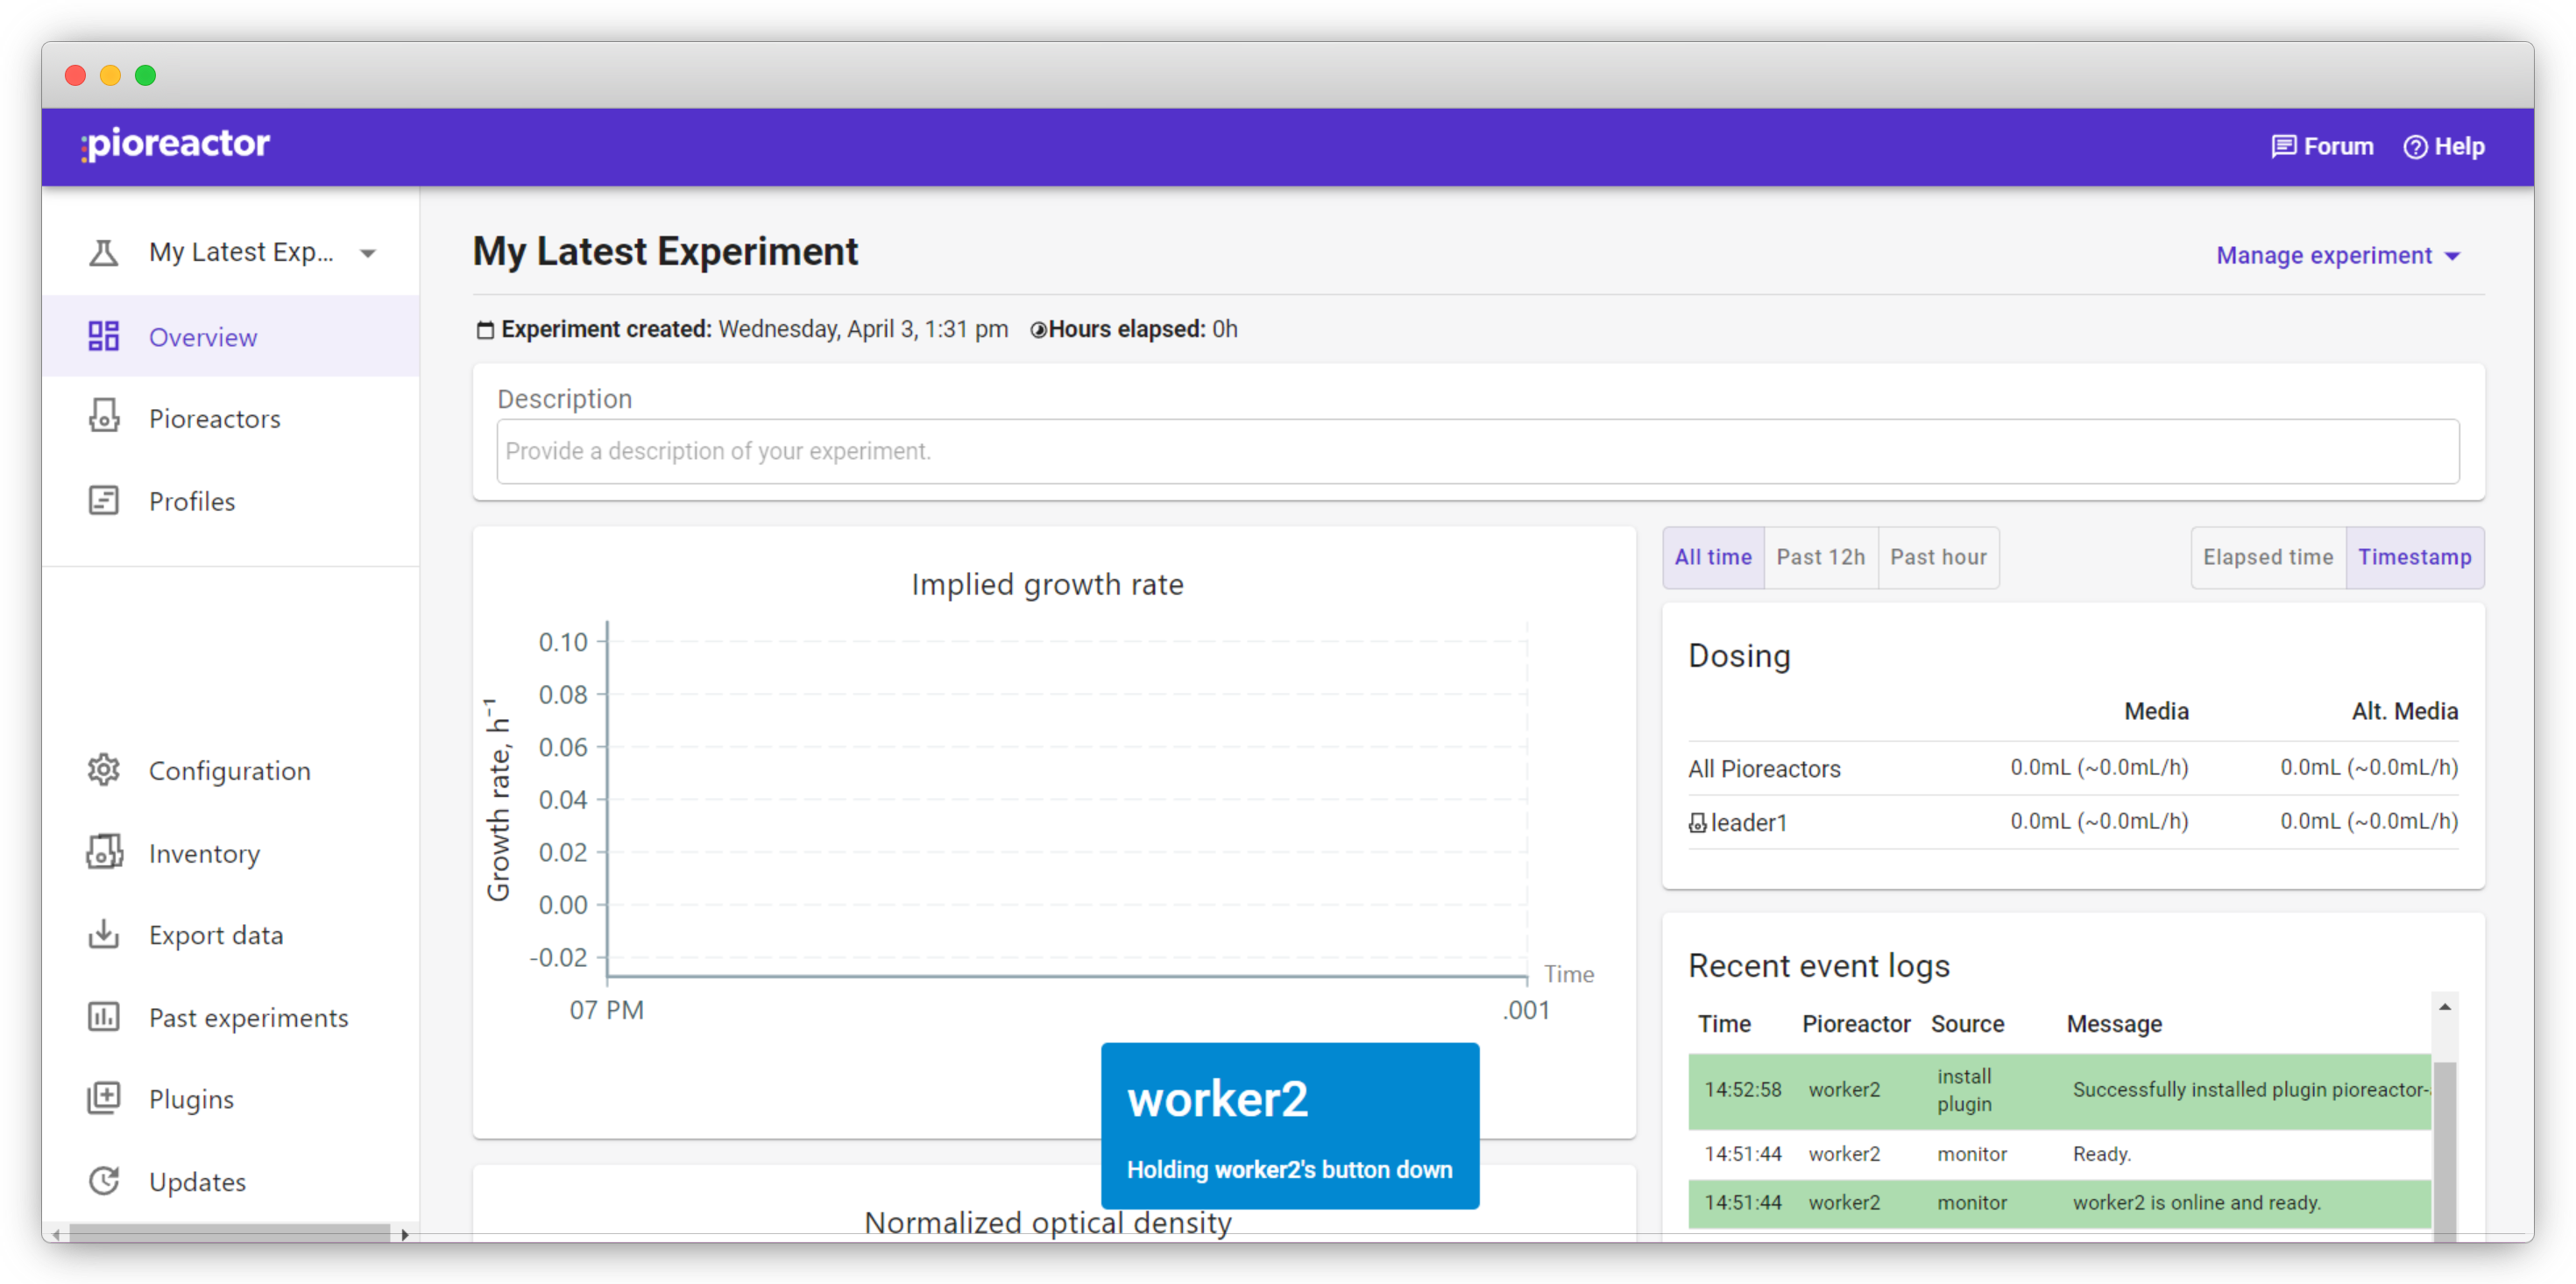 pioreactor
Forum
Help
My Latest Exp...
Overview
Pioreactors
Profiles
Configuration
Inventory
Export data
Past experiments
Plugins
Updates
My Latest Experiment
Manage experiment
Experiment created: Wednesday, April 3, 1:31 pm Hours elapsed: 0h
Description
Provide a description of your experiment.
Implied growth rate
Growth rate, h⁻¹
0.10
0.08
0.06
0.04
0.02
0.00
-0.02
07 PM
.001
Time
worker2
Holding worker2's button down
Normalized optical density
All time Past 12h Past hour
Elapsed time Timestamp
Dosing
Media Alt. Media
All Pioreactors 0.0mL (~0.0mL/h) 0.0mL (~0.0mL/h)
leader1 0.0mL (~0.0mL/h) 0.0mL (~0.0mL/h)
Recent event logs
Time Pioreactor Source Message
14:52:58 worker2 install plugin Successfully installed plugin pioreactor-
14:51:44 worker2 monitor Ready.
14:51:44 worker2 monitor worker2 is online and ready.